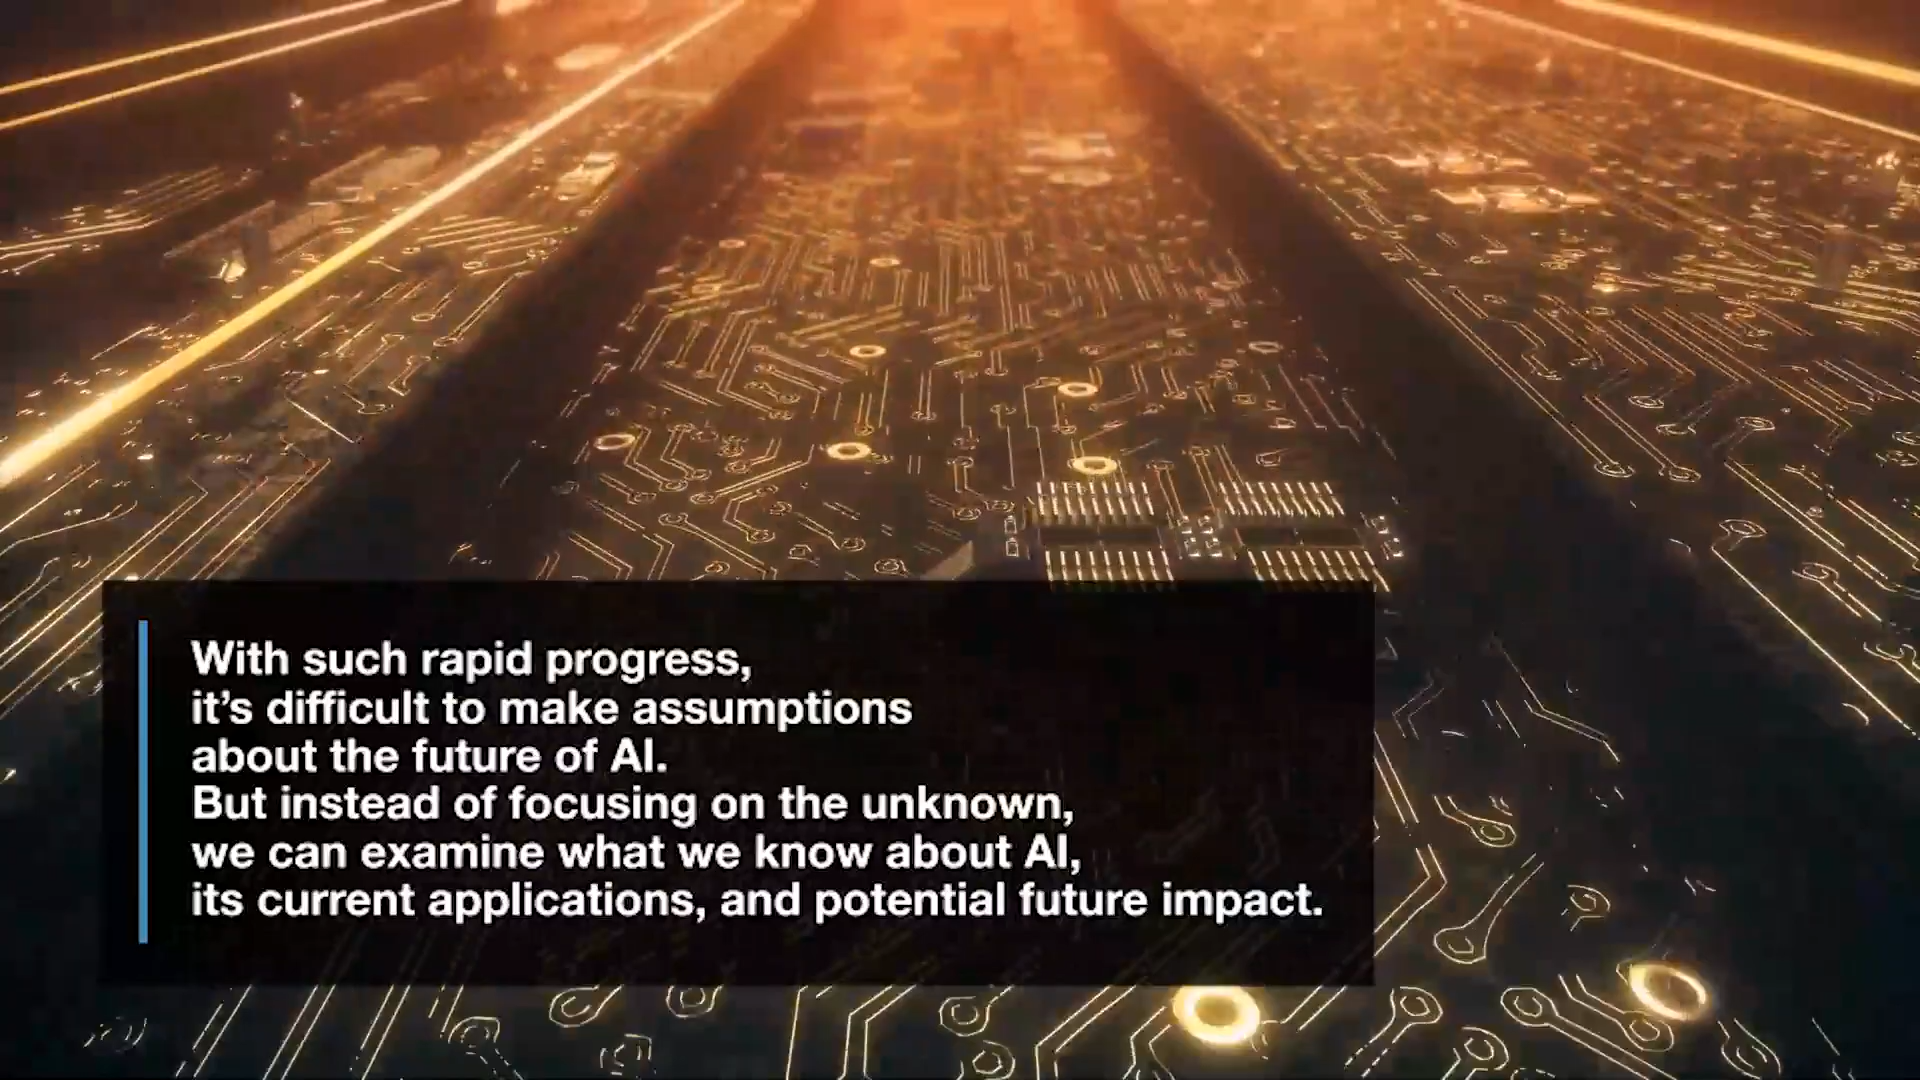 With such rapid progress,
it’s difficult to make assumptions
about the future of AI.
But instead of focusing on the unknown,
we can examine what we know about AI,
its current applications, and potential future impact.